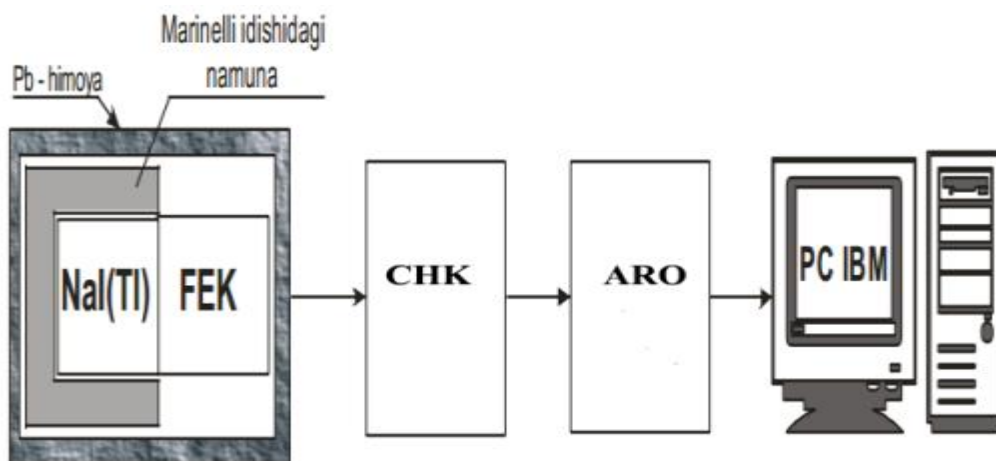 Marinelli idishidagi
namuna
Pb - himoya
NaI(Tl)
FEK
CHK
ARO
PC IBM